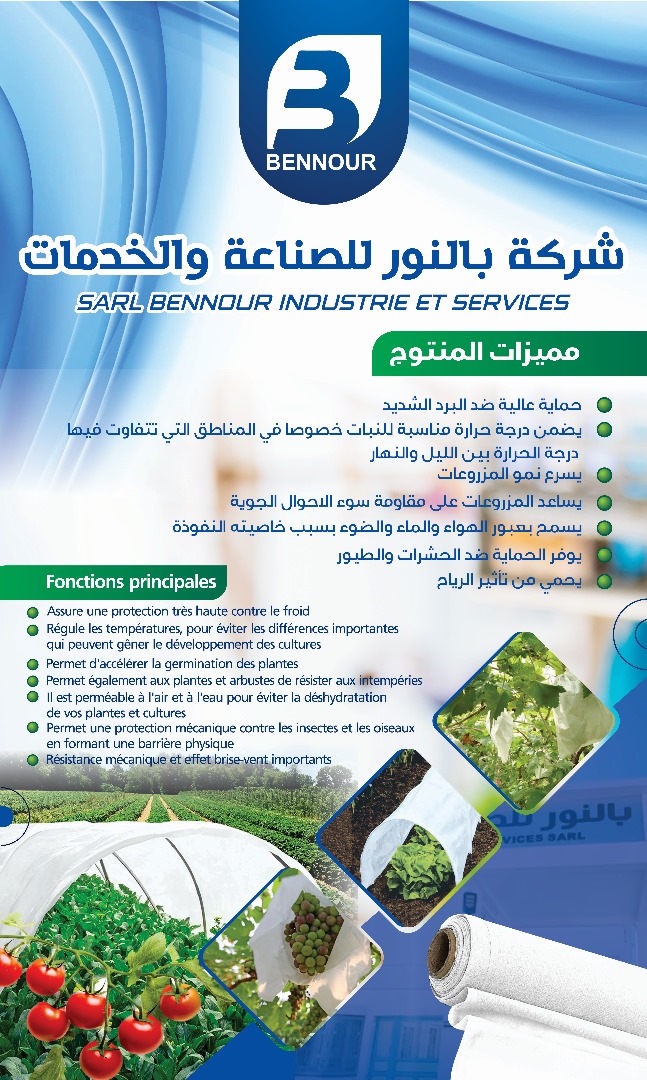 BENNOUR
شركة بالنور للصناعة والخدمات
SARL BENNOUR INDUSTRIE ET SERVICES
مميزات المنتوج
حماية عالية ضد البرد الشديد
يضمن درجة حرارة مناسبة للنبات خصوصا في المناطق التي تتفاوت فيها
درجة الحرارة بين الليل والنهار
يسرع نمو المزروعات
يساعد المزروعات على مقاومة سوء الاحوال الجوية
يسمح بعبور الهواء والماء والضوء بسبب خاصيته النفوذة
يوفر الحماية ضد الحشرات والطيور
يحمي من تأثير الرياح
Fonctions principales
Assure une protection très haute contre le froid
Régule les températures, pour éviter les différences importantes
qui peuvent gêner le développement des cultures
Permet d'accélérer la germination des plantes
Permet également aux plantes et arbustes de résister aux intempéries
Il est perméable à l'air et à l'eau pour éviter la déshydratation
de vos plantes et cultures
Permet une protection mécanique contre les insectes et les oiseaux
en formant une barrière physique
Résistance mécanique et effet brise-vent importants
بالنور
VICES SARL